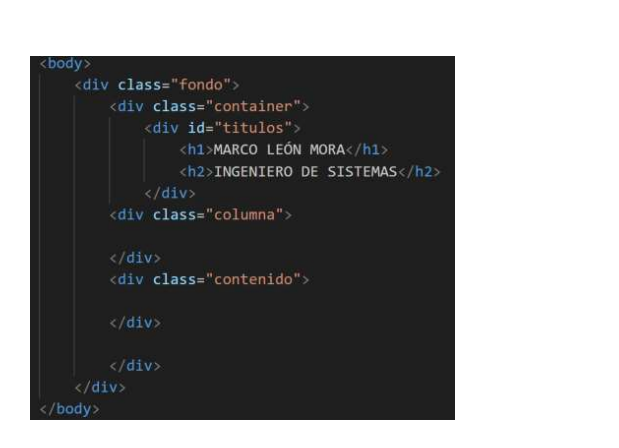 <body>
<div class="fondo">
<div class="container">
<div id="titulos">
<h1>MARCO LEÓN MORA</h1>
<h2>INGENIERO DE SISTEMAS</h2>
</div>
<div class="columna">
</div>
<div class="contenido">
</div>
</div>
</div>
</body>